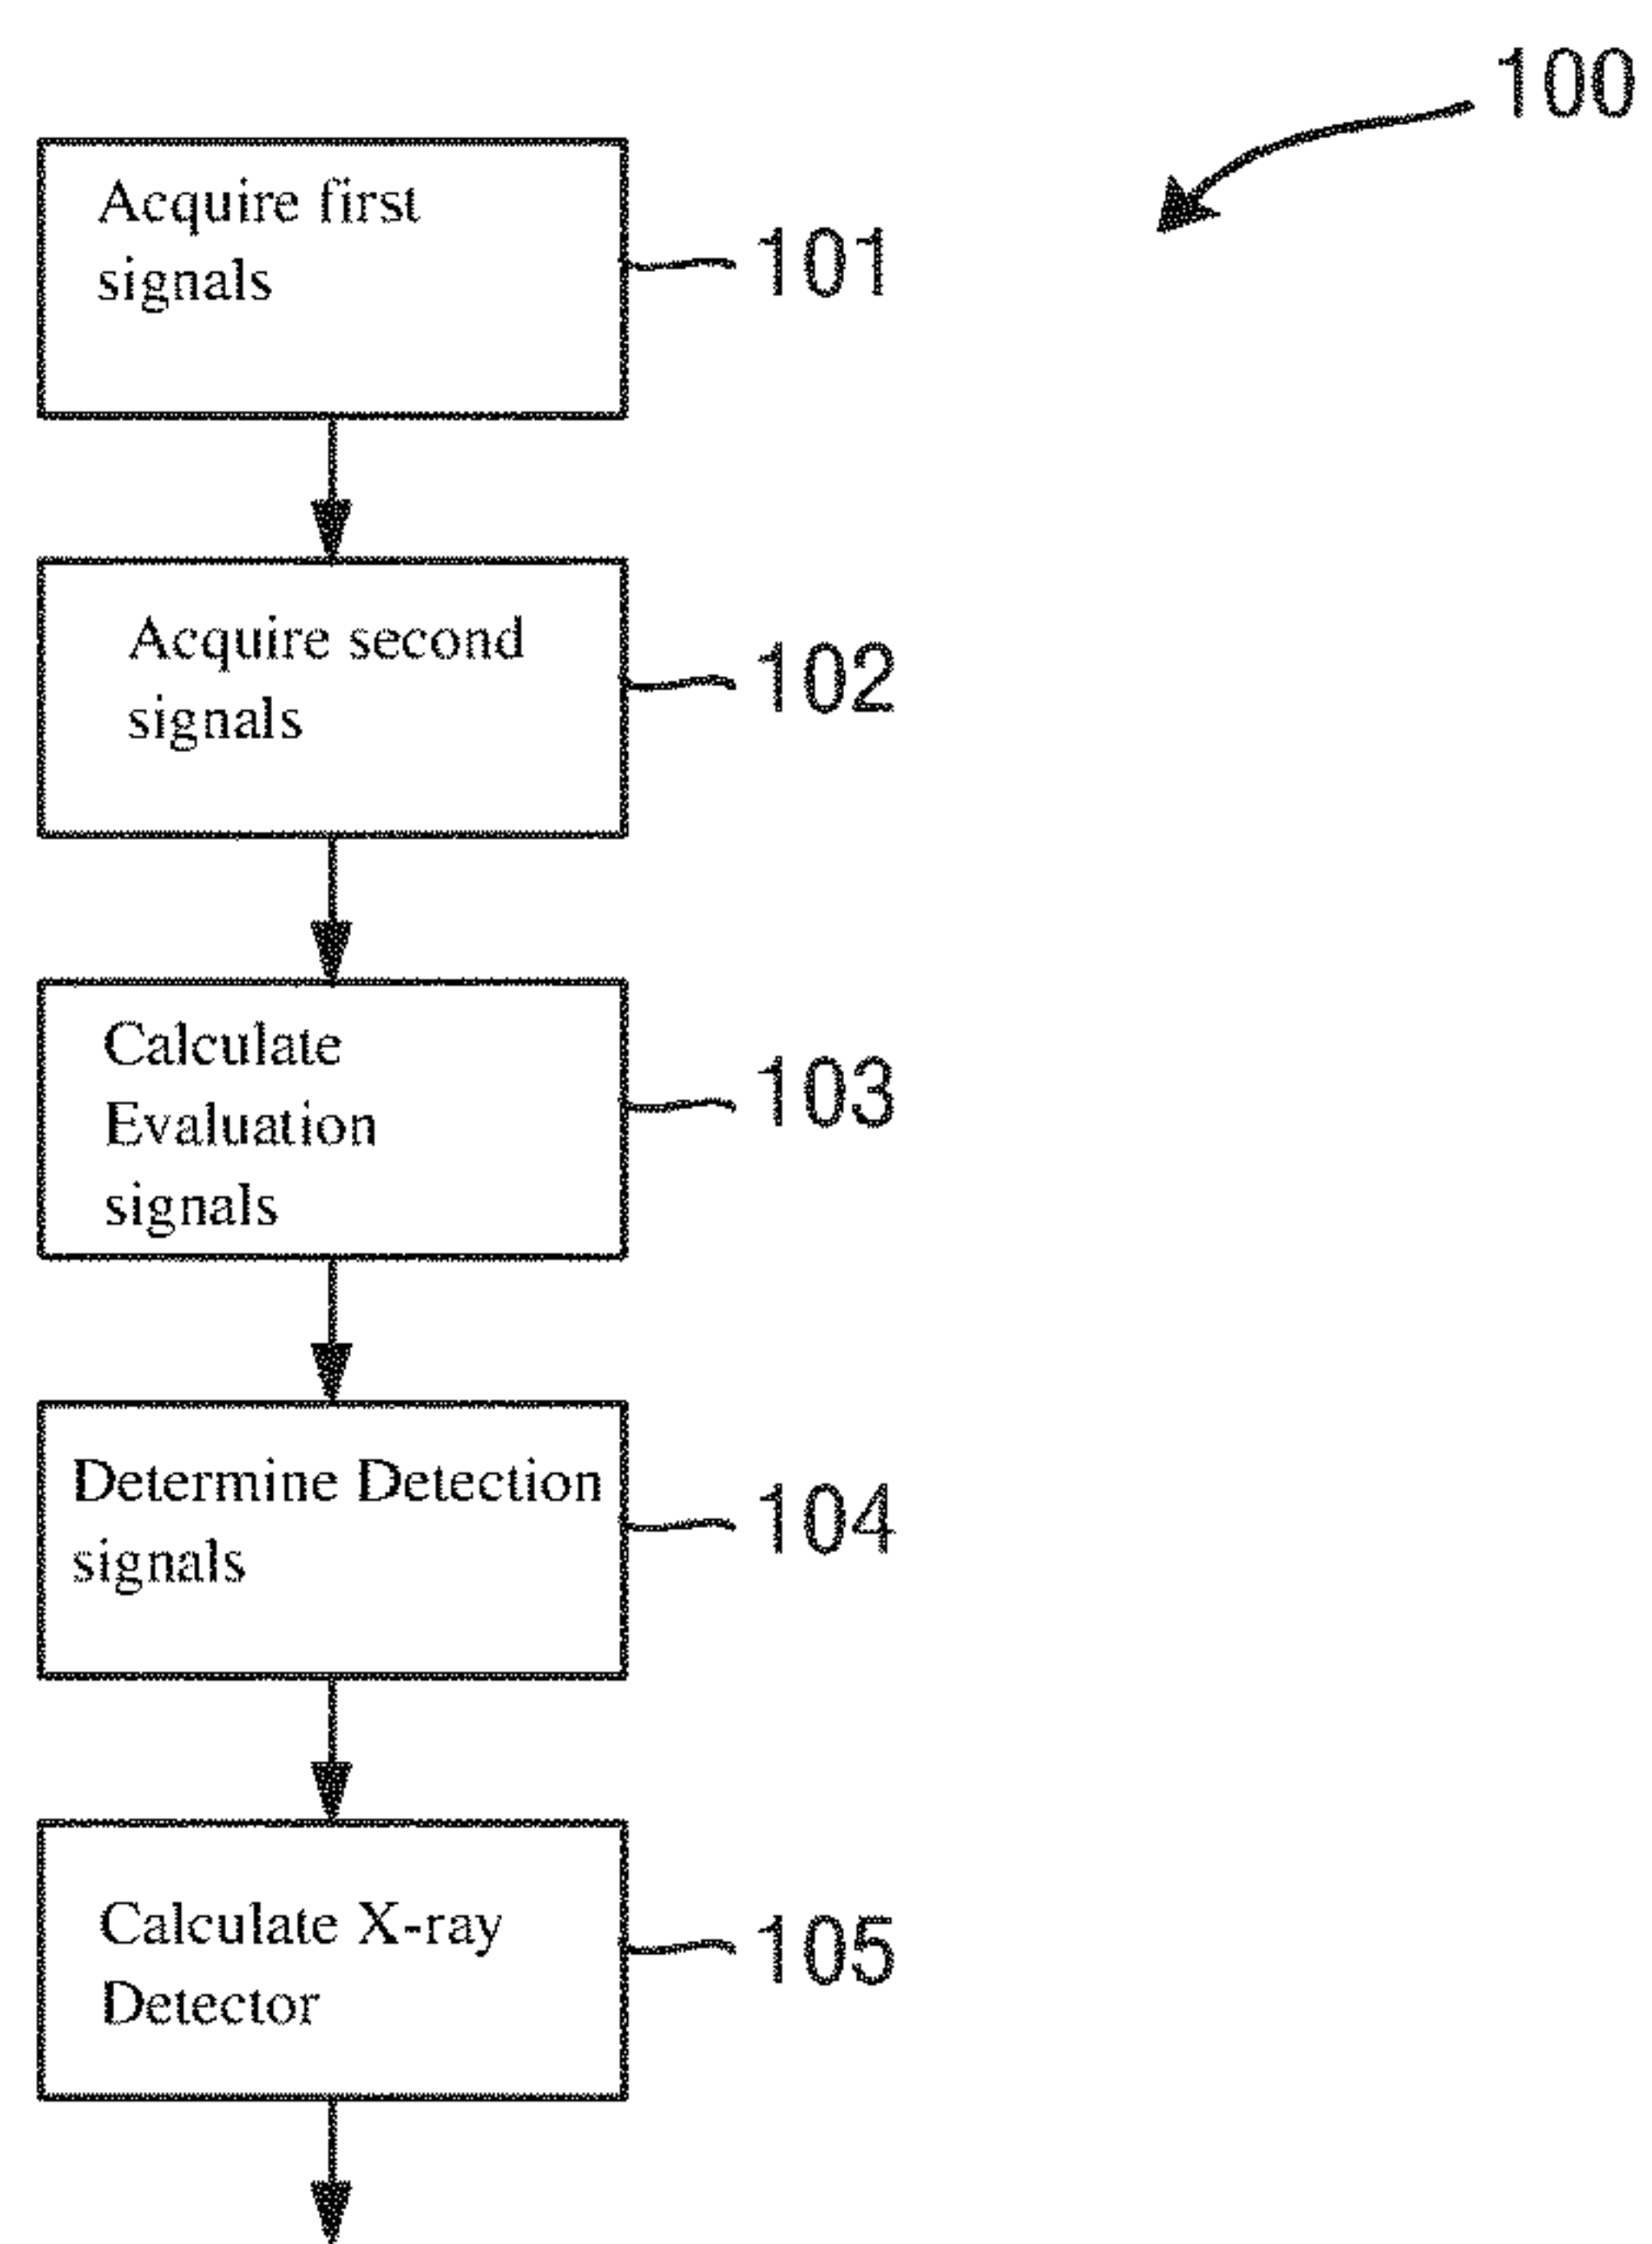 100
Acquire first
signals
101
Acquire second
signals
102
Calculate
Evaluation
signals
103
Determine Detection
signals
104
Calculate X-ray
Detector
105